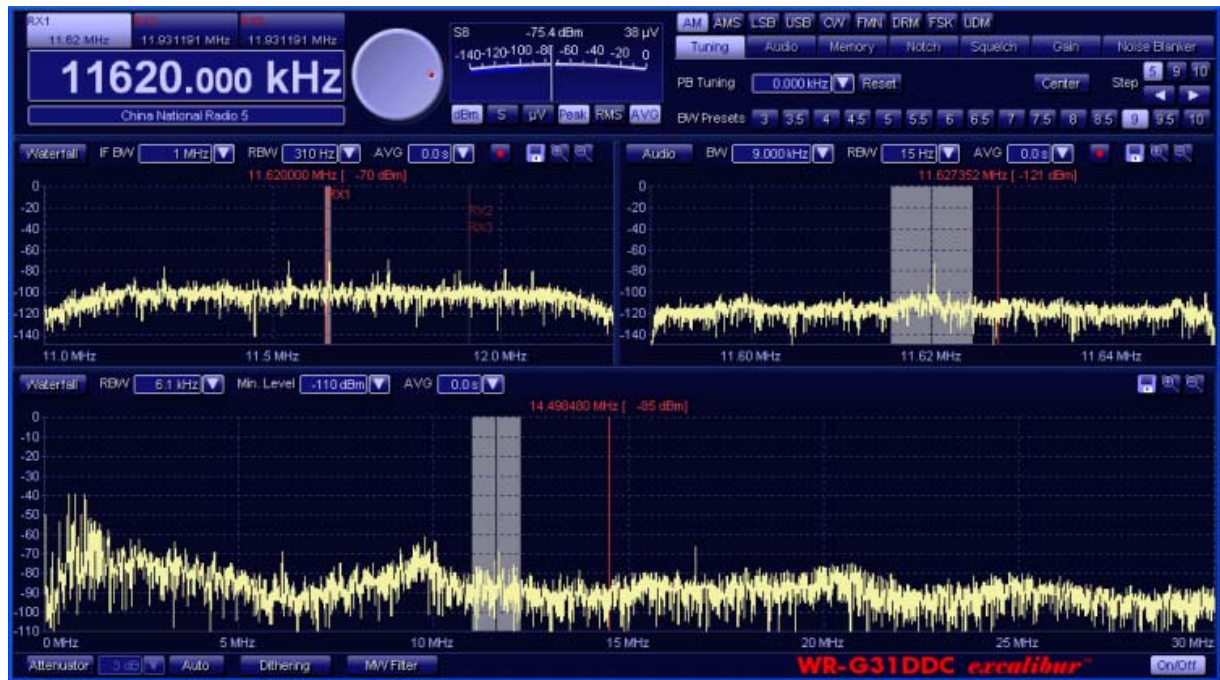 RX1
11.62 MHz 11.931191 MHz 11.931191 MHz
11620.000 kHz
China National Radio 5
S8 -75.4 dBm 38 µV
-140 -120 -100 -80 -60 -40 -20 0
dBm S µV Peak RMS AVG
AM AMS LSB USB CW FMN DRM FSK UDM
Tuning Audio Memory Notch Squelch Gain Noise Blanker
PB Tuning 0.000 kHz Reset Center Step 5 9 10
BW Presets 3 3.5 4 4.5 5 5.5 6 6.5 7 7.5 8 8.5 9 9.5 10
Waterfall IF BW 1 MHz RBW 310 Hz AVG 0.0 s
11.620000 MHz [ -70 dBm]
RX1
RX2
RX3
0
-20
-40
-60
-80
-100
-120
-140
11.0 MHz 11.5 MHz 12.0 MHz
Audio BW 9.000 kHz RBW 15 Hz AVG 0.0 s
11.627352 MHz [ -121 dBm]
0
-20
-40
-60
-80
-100
-120
-140
11.60 MHz 11.62 MHz 11.64 MHz
Waterfall RBW 6.1 kHz Min. Level -110 dBm AVG 0.0 s
14.498480 MHz [ -85 dBm]
0
-10
-20
-30
-40
-50
-60
-70
-80
-90
-100
-110
0 MHz 5 MHz 10 MHz 15 MHz 20 MHz 25 MHz 30 MHz
Attenuator 3 dB Auto Dithering MW Filter WR-G31DDC excalibur™ On/Off